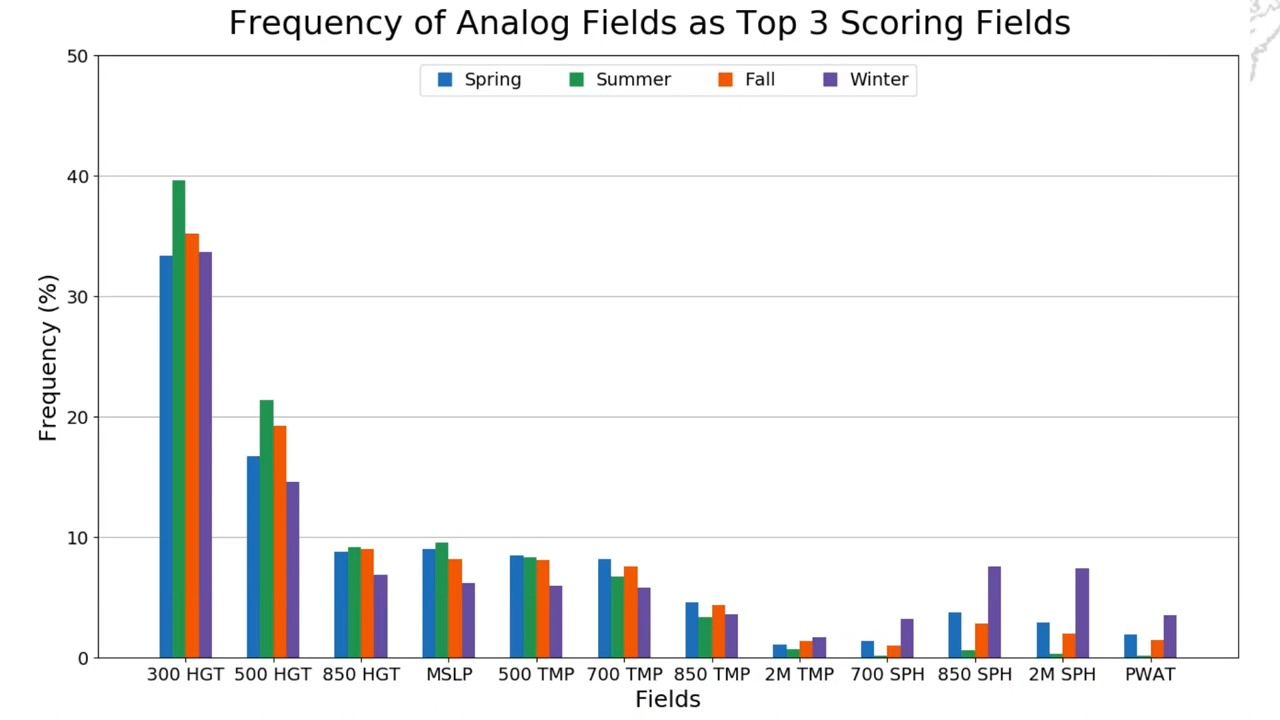 Frequency of Analog Fields as Top 3 Scoring Fields
Spring Summer Fall Winter
50
40
30
20
10
0
Frequency (%)
300 HGT 500 HGT 850 HGT MSLP 500 TMP 700 TMP 850 TMP 2M TMP 700 SPH 850 SPH 2M SPH PWAT
Fields